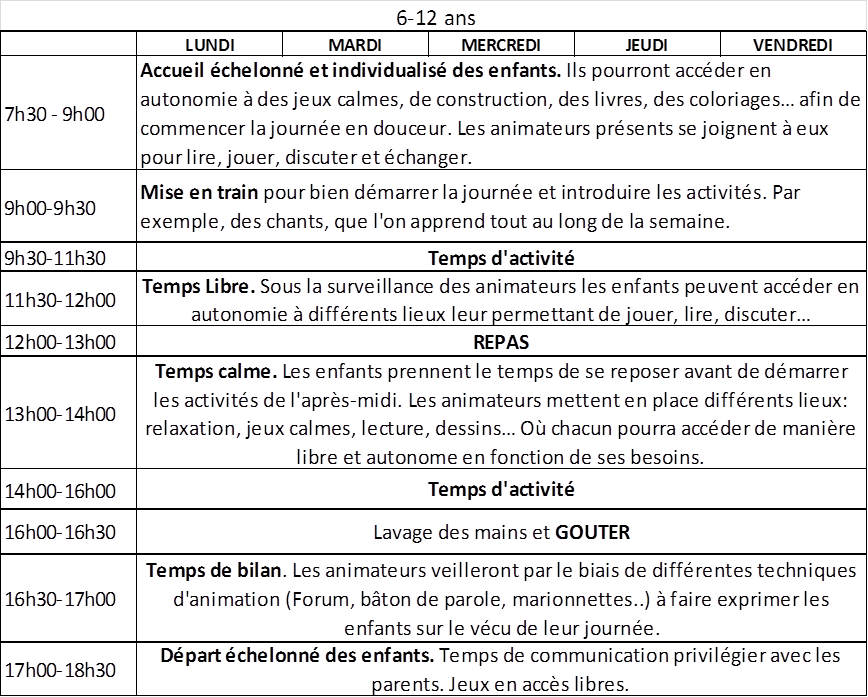 6-12 ans
LUNDI MARDI MERCREDI JEUDI VENDREDI
7h30 - 9h00
Accueil échelonné et individualisé des enfants. Ils pourront accéder en
autonomie à des jeux calmes, de construction, des livres, des coloriages... afin de
commencer la journée en douceur. Les animateurs présents se joignent à eux
pour lire, jouer, discuter et échanger.
9h00-9h30
Mise en train pour bien démarrer la journée et introduire les activités. Par
exemple, des chants, que l'on apprend tout au long de la semaine.
9h30-11h30 Temps d'activité
11h30-12h00
Temps Libre. Sous la surveillance des animateurs les enfants peuvent accéder en
autonomie à différents lieux leur permettant de jouer, lire, discuter...
12h00-13h00 REPAS
13h00-14h00
Temps calme. Les enfants prennent le temps de se reposer avant de démarrer
les activités de l'après-midi. Les animateurs mettent en place différents lieux:
relaxation, jeux calmes, lecture, dessins... Où chacun pourra accéder de manière
libre et autonome en fonction de ses besoins.
14h00-16h00 Temps d'activité
16h00-16h30 Lavage des mains et GOUTER
16h30-17h00
Temps de bilan. Les animateurs veilleront par le biais de différentes techniques
d'animation (Forum, bâton de parole, marionnettes..) à faire exprimer les
enfants sur le vécu de leur journée.
17h00-18h30
Départ échelonné des enfants. Temps de communication privilégier avec les
parents. Jeux en accès libres.